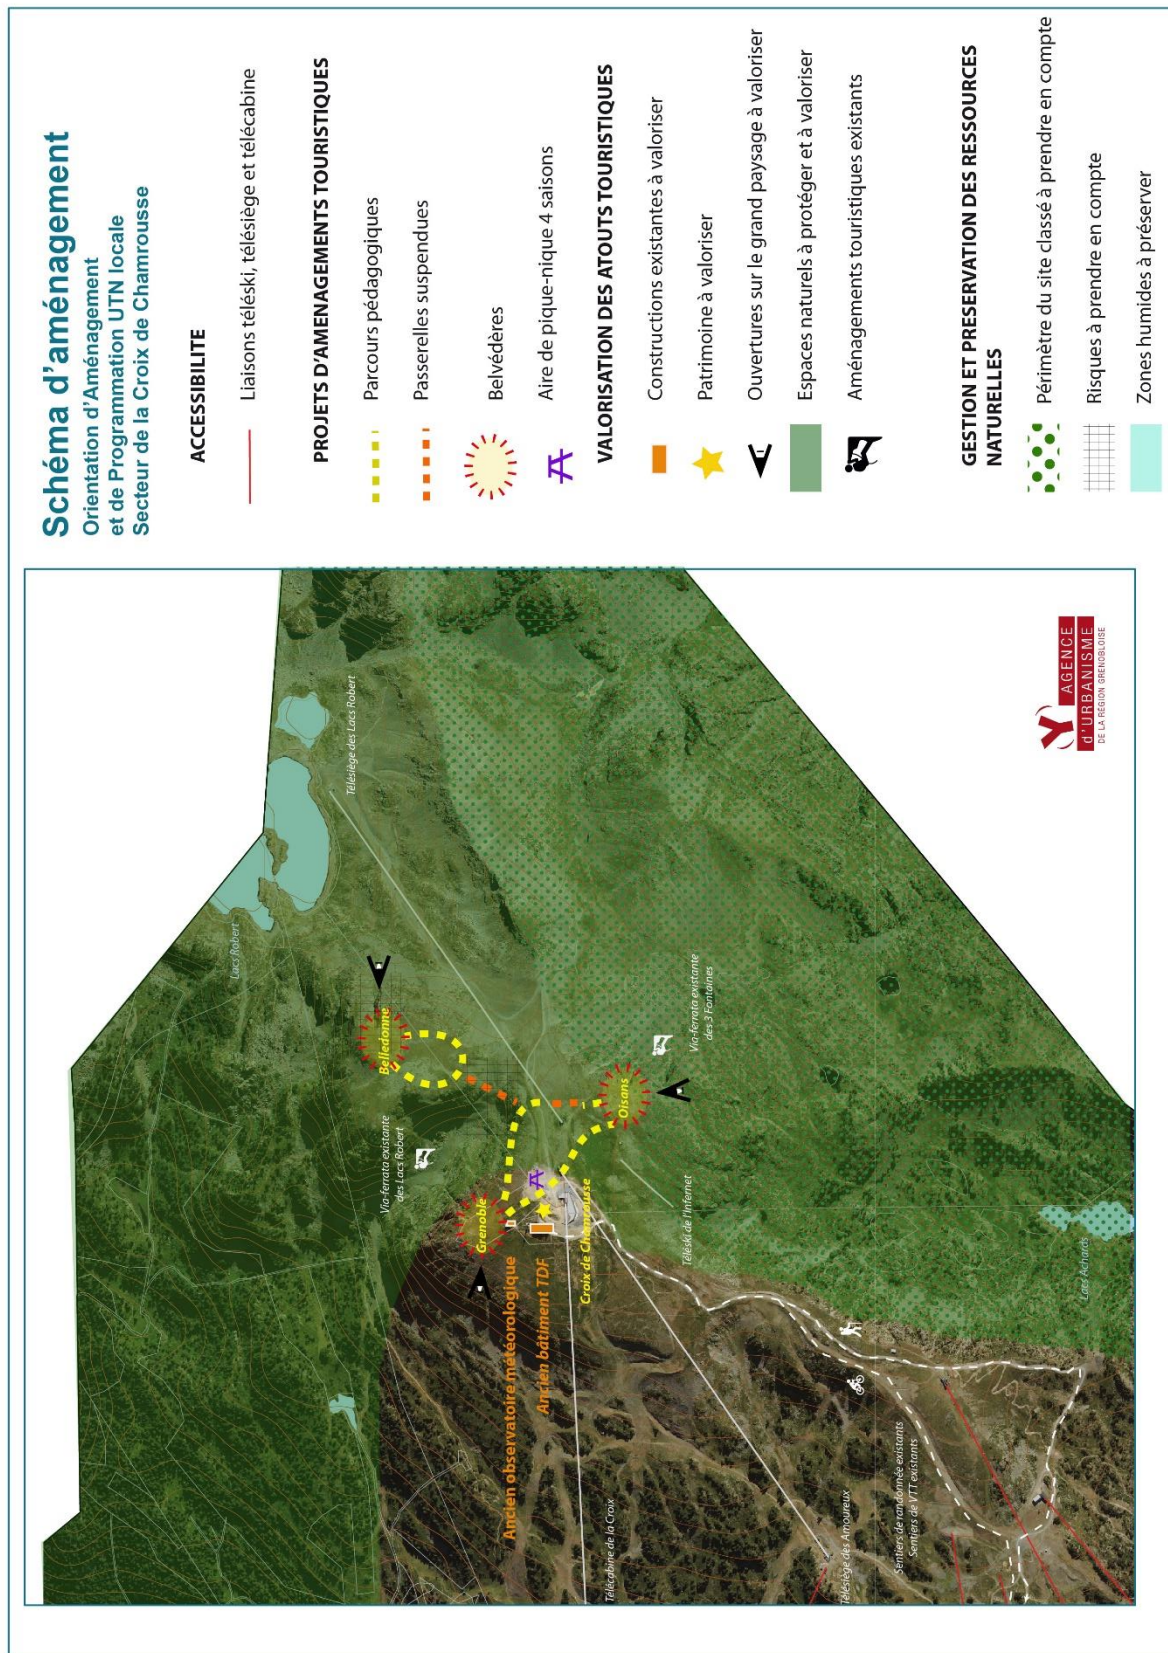 Schéma d'aménagement
Orientation d'Aménagement
et de Programmation UTN locale
Secteur de la Croix de Chamrousse
ACCESSIBILITE
Liaisons téléski, télésiège et télécabine
PROJETS D'AMENAGEMENTS TOURISTIQUES
Parcours pédagogiques
Passerelles suspendues
Belvédères
Aire de pique-nique 4 saisons
VALORISATION DES ATOUTS TOURISTIQUES
Constructions existantes à valoriser
Patrimoine à valoriser
Ouvertures sur le grand paysage à valoriser
Espaces naturels à protéger et à valoriser
Aménagements touristiques existants
GESTION ET PRESERVATION DES RESSOURCES
NATURELLES
Périmètre du site classé à prendre en compte
Risques à prendre en compte
Zones humides à préserver
Lacs Robert
Télésiège des Lacs Robert
Belledonne
Via-ferrata existante
des Lacs Robert
Grenoble
Ancien observatoire météorologique
Ancien bâtiment TDF
Croix de Chamrousse
Oisans
Via-ferrata existante
des 3 Fontaines
Téléski de l'Infernet
Télécabine de la Croix
Télésiège des Amoureux
Sentiers de randonnée existants
Sentiers de VTT existants
Lacs Achards
AGENCE
d'URBANISME
DE LA RÉGION GRENOBLOISE